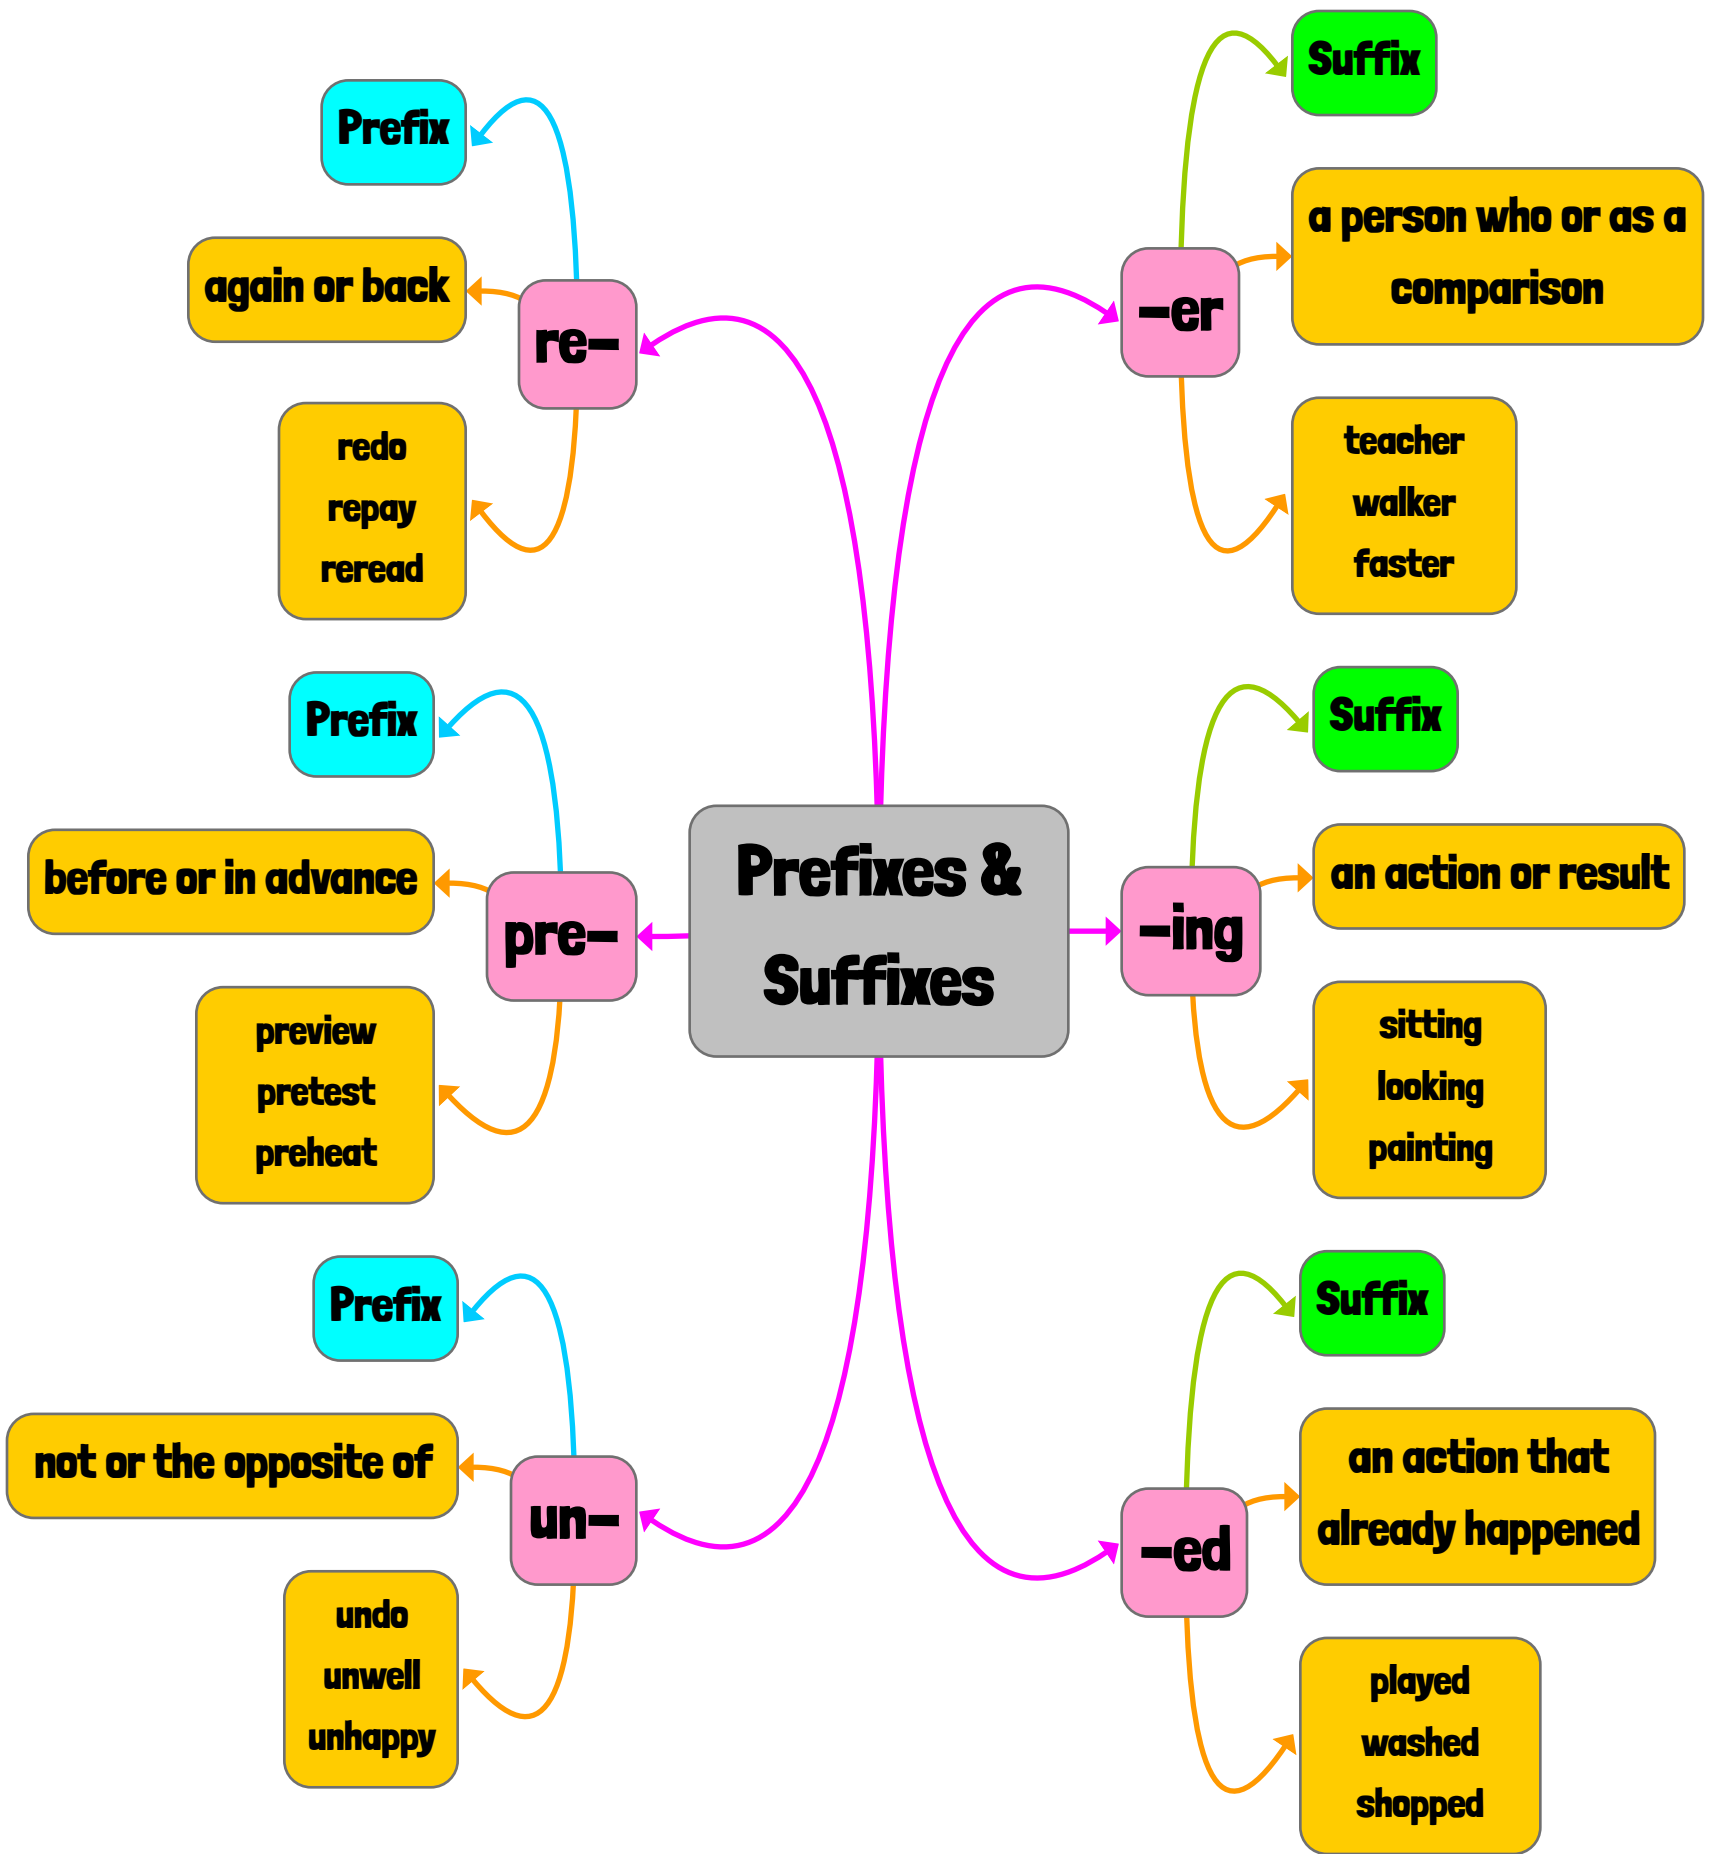 Prefixes &
Suffixes
re–
Prefix
again or back
redo
repay
reread
pre–
Prefix
before or in advance
preview
pretest
preheat
un–
Prefix
not or the opposite of
undo
unwell
unhappy
–er
Suffix
a person who or as a
comparison
teacher
walker
faster
–ing
Suffix
an action or result
sitting
looking
painting
–ed
Suffix
an action that
already happened
played
washed
shopped